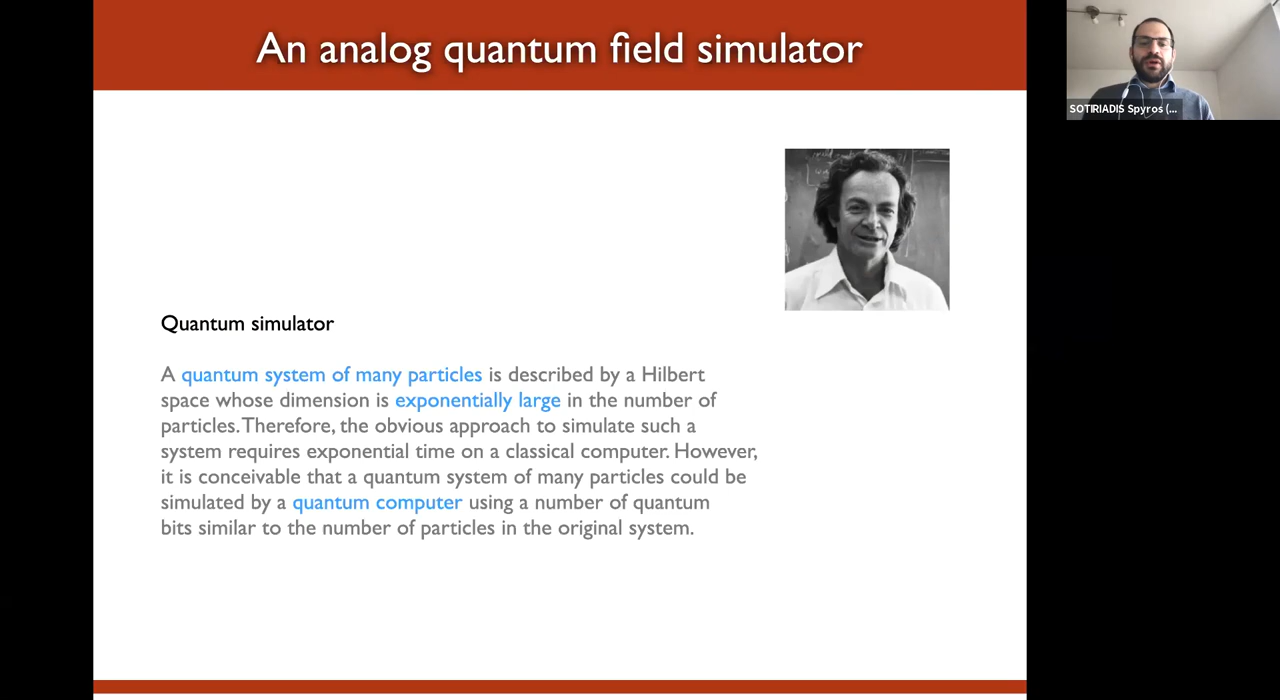 An analog quantum field simulator
SOTIRIADIS Spyros (...
Quantum simulator
A quantum system of many particles is described by a Hilbert
space whose dimension is exponentially large in the number of
particles. Therefore, the obvious approach to simulate such a
system requires exponential time on a classical computer. However,
it is conceivable that a quantum system of many particles could be
simulated by a quantum computer using a number of quantum
bits similar to the number of particles in the original system.